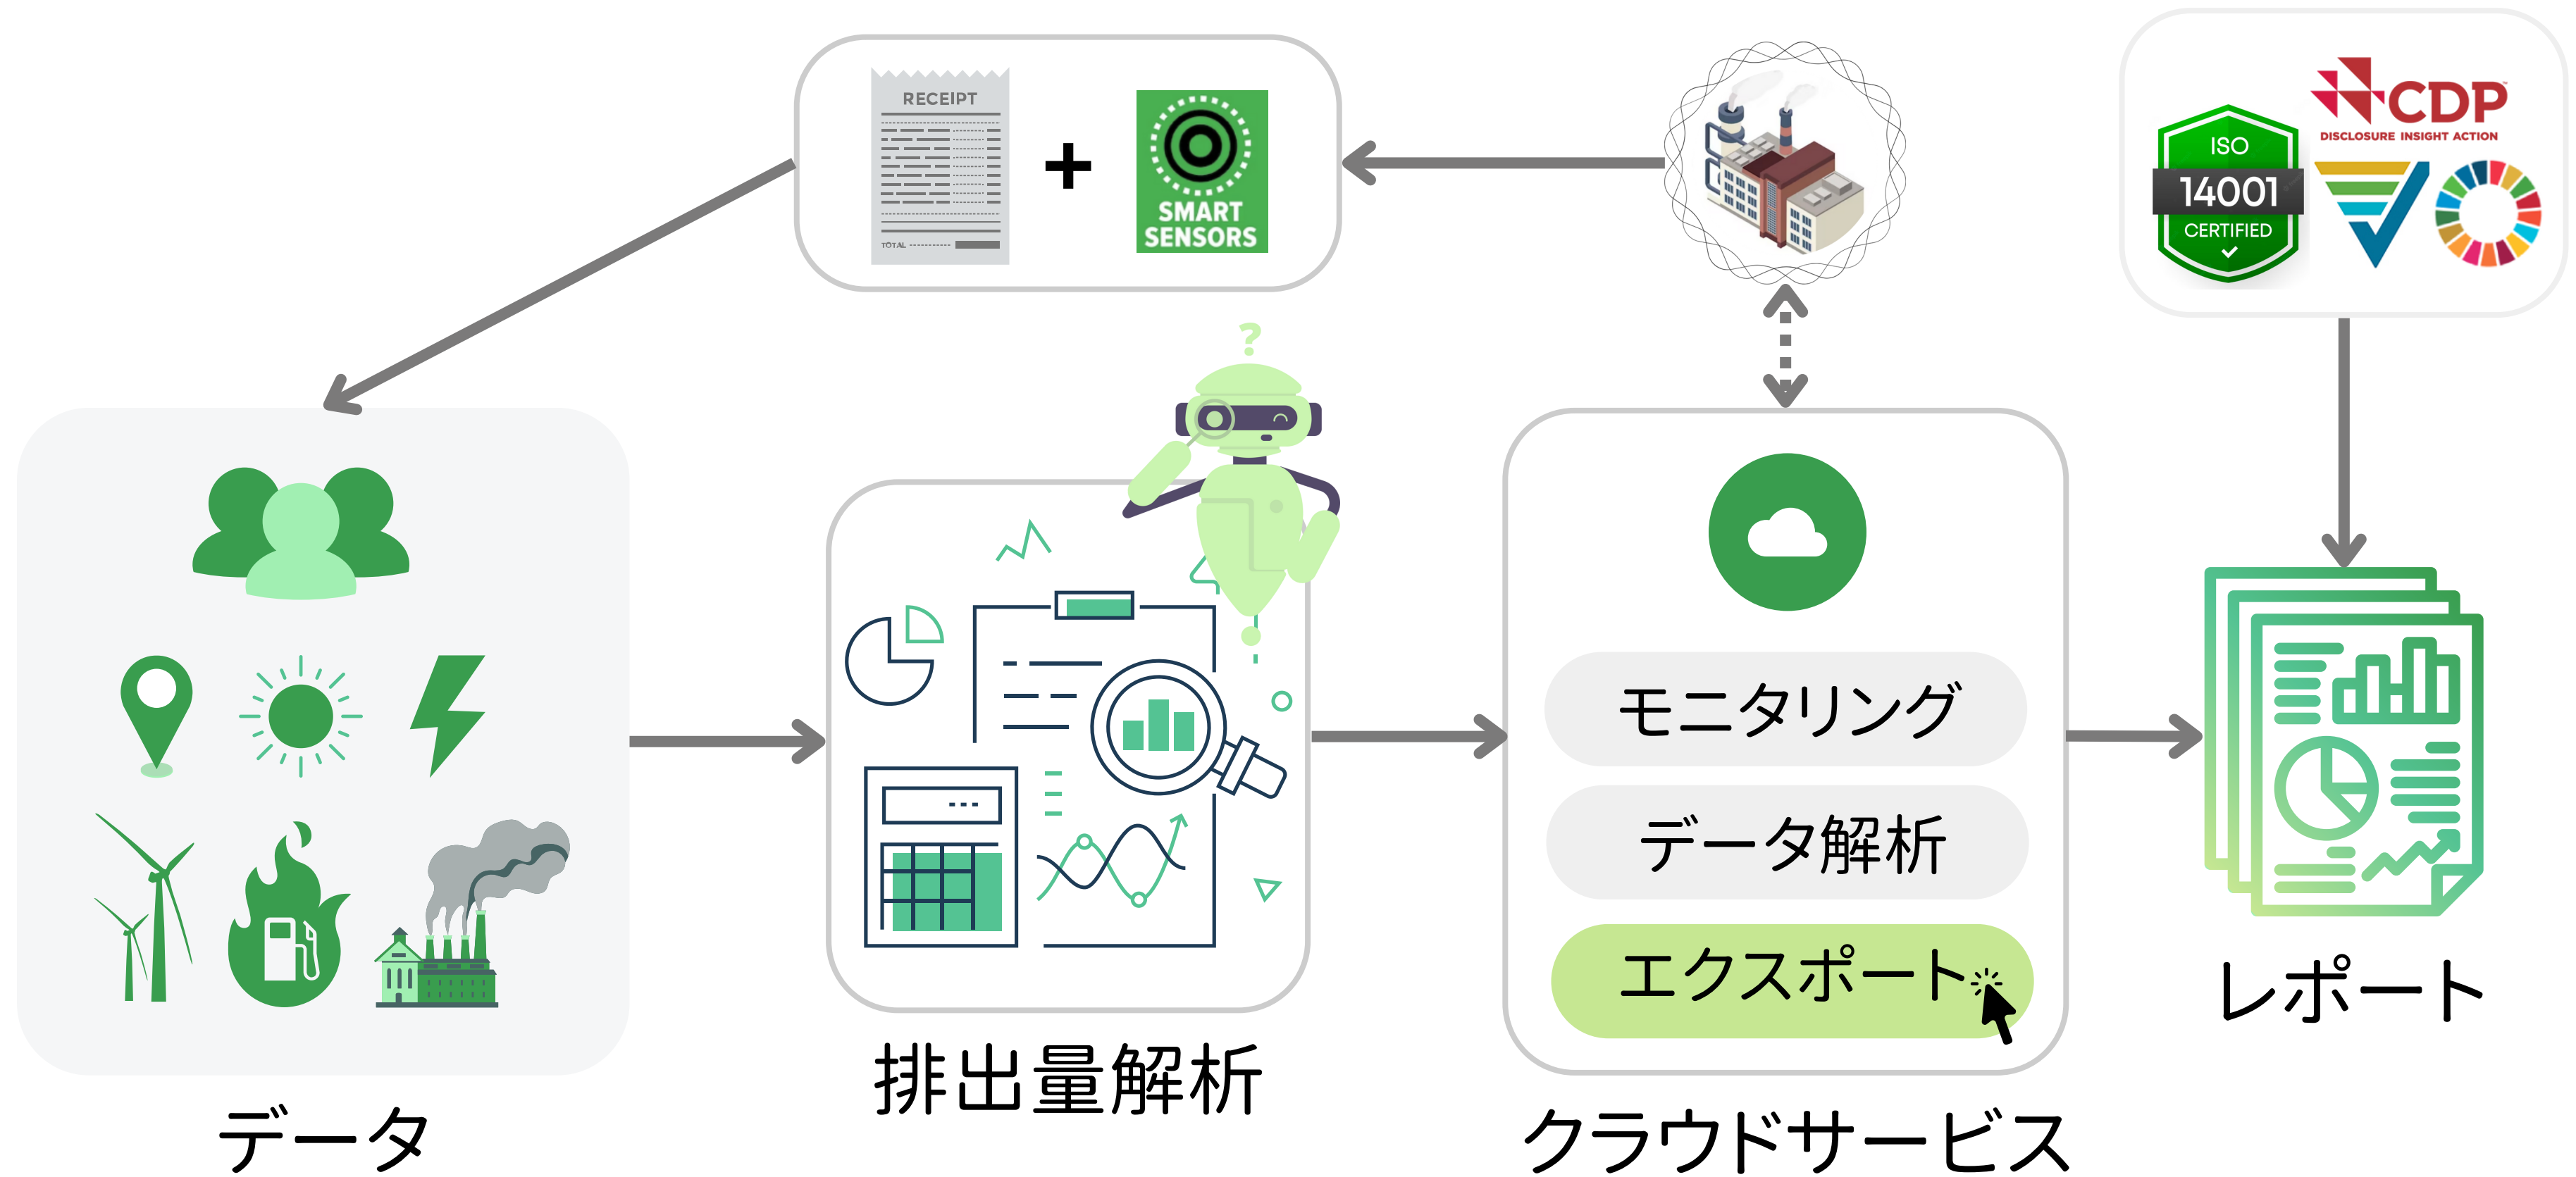 RECEIPT
TOTAL
+
SMART
SENSORS
CDP
DISCLOSURE INSIGHT ACTION
ISO
14001
CERTIFIED
?
モニタリング
データ解析
エクスポート
データ
排出量解析
クラウドサービス
レポート